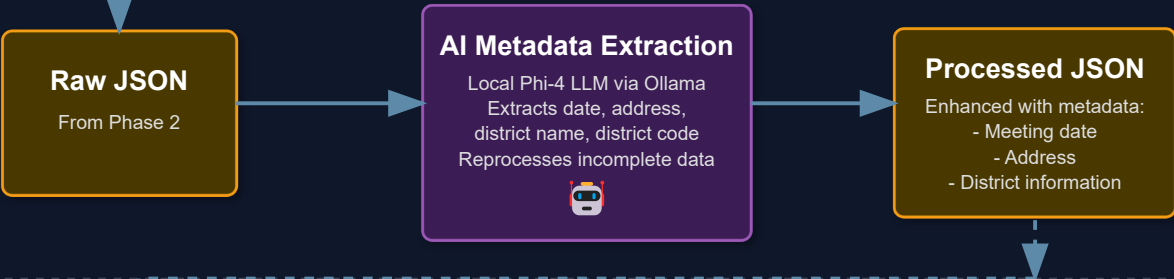 Raw JSON
From Phase 2
AI Metadata Extraction
Local Phi-4 LLM via Ollama
Extracts date, address,
district name, district code
Reprocesses incomplete data
Processed JSON
Enhanced with metadata:
- Meeting date
- Address
- District information